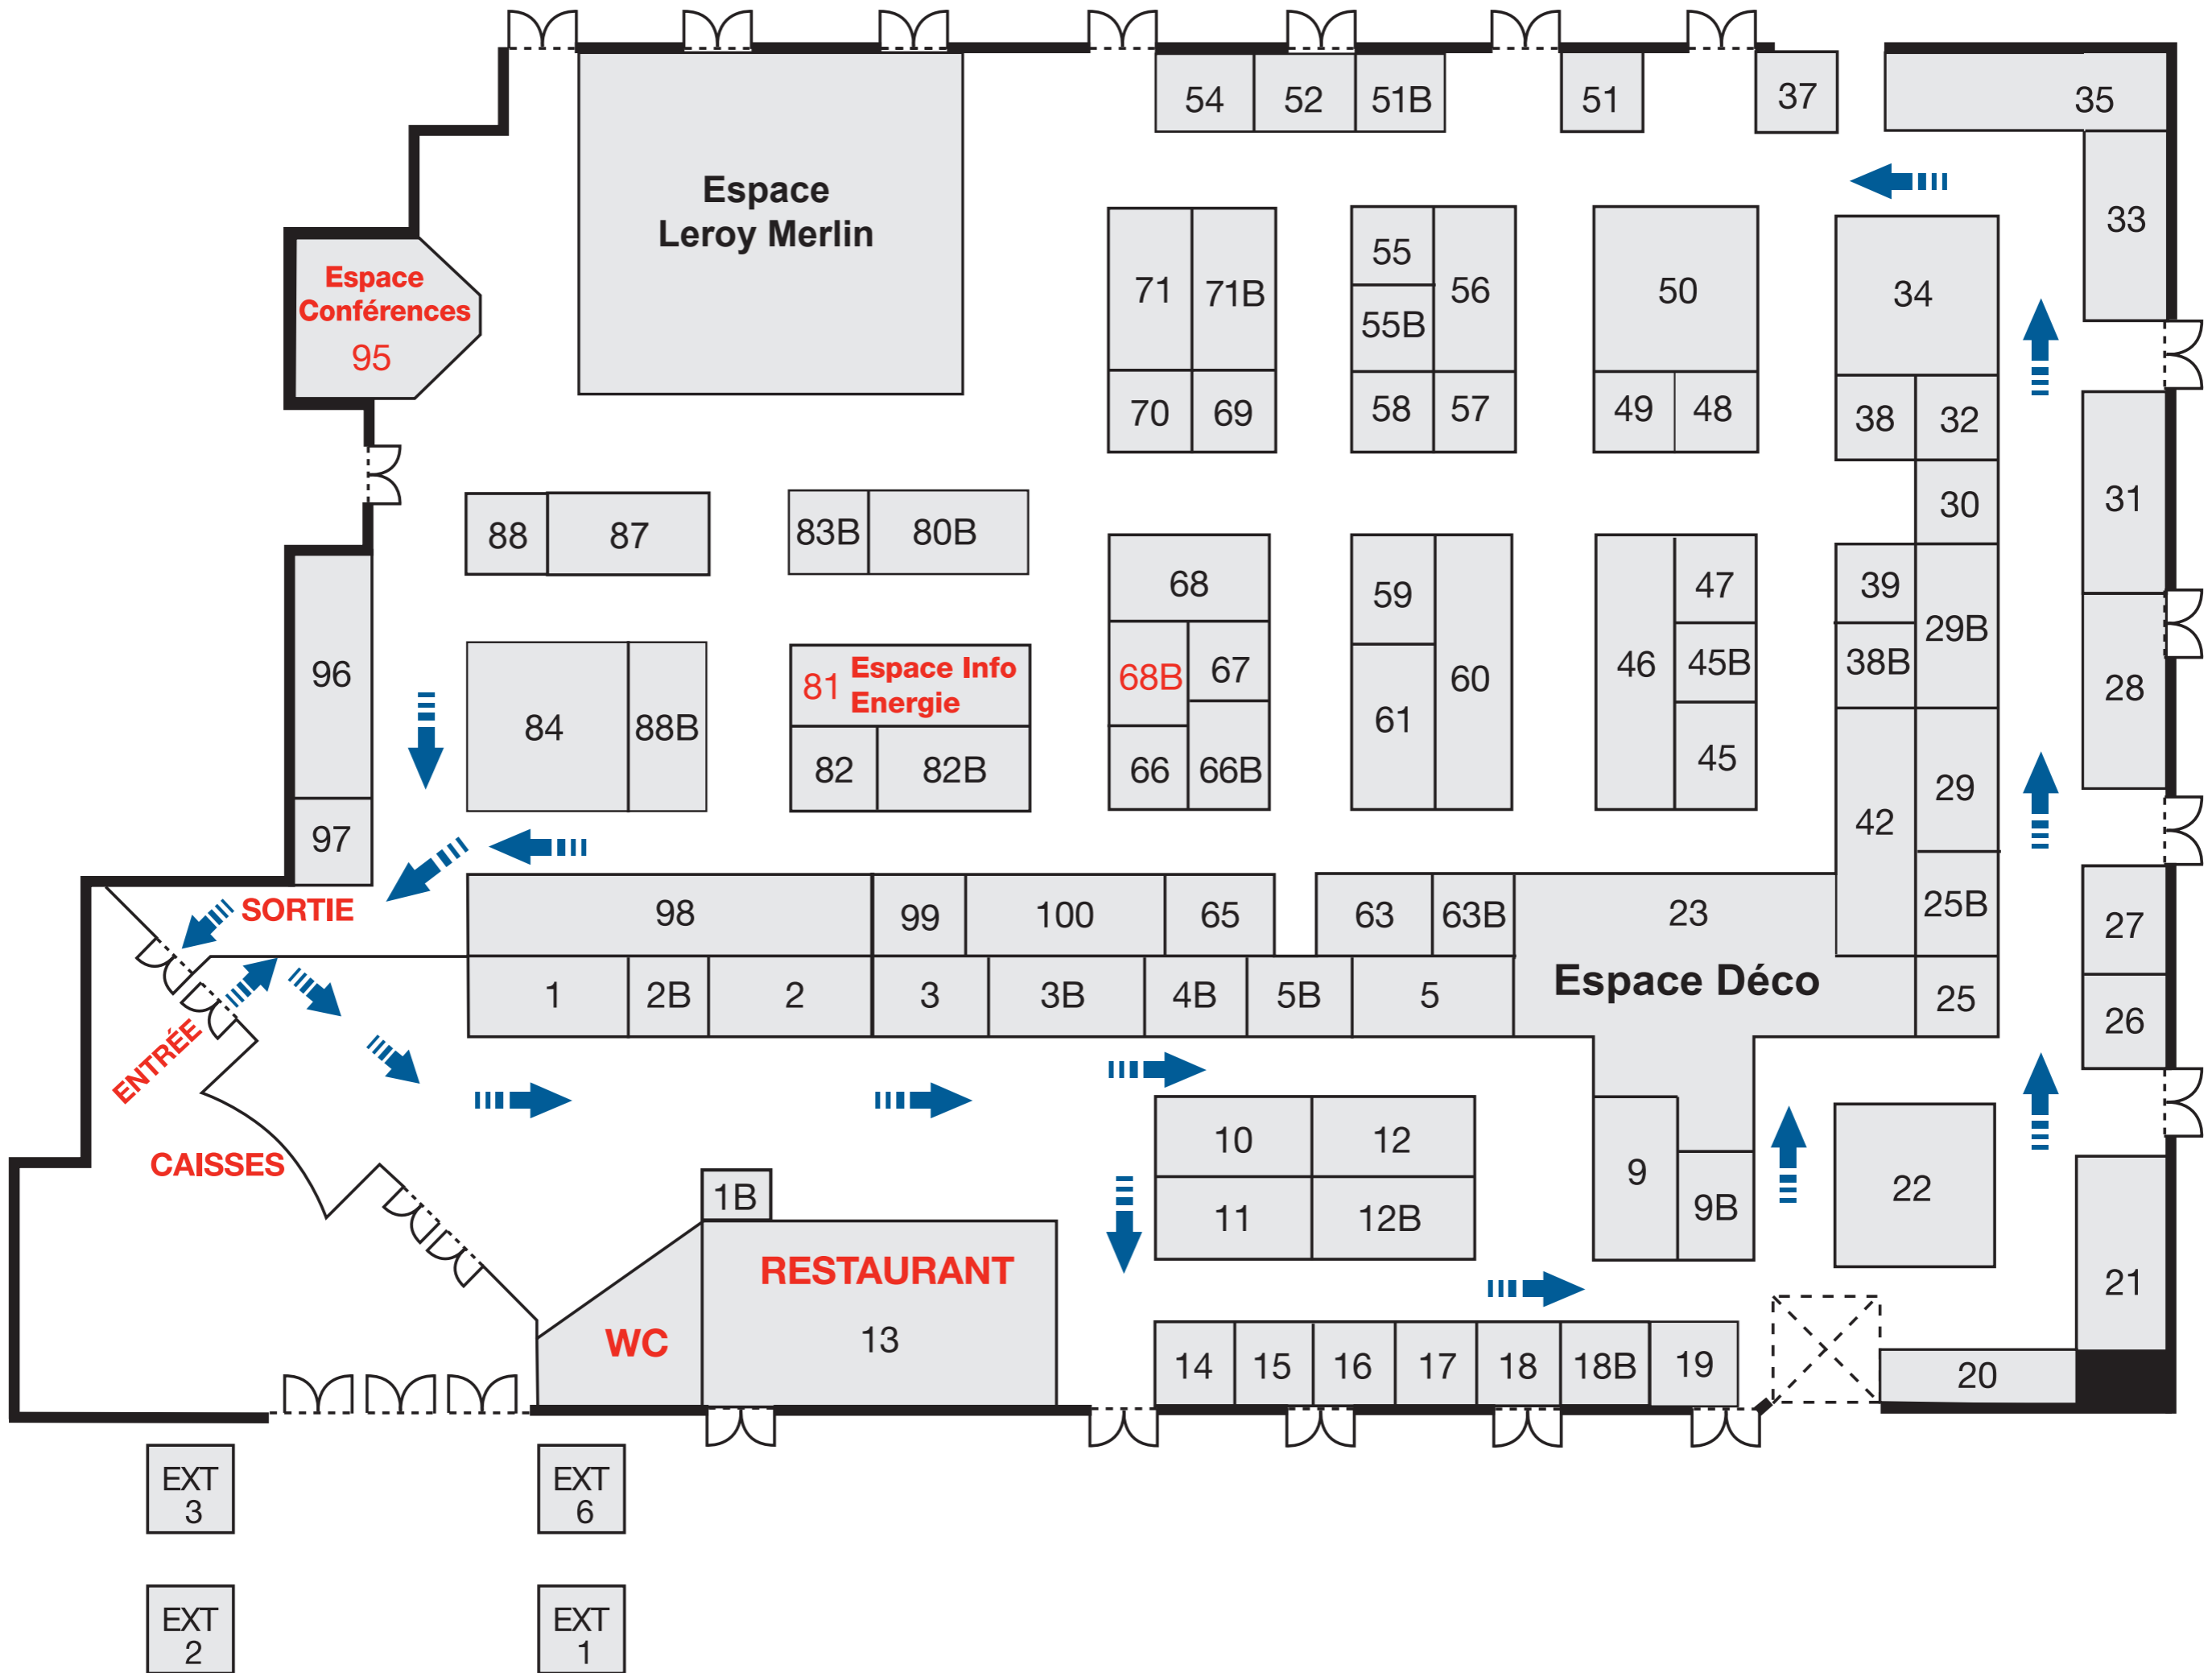 54
52
51B
51
37
35
Espace
Leroy Merlin
33
Espace
Conférences
95
71
71B
55
55B
56
50
34
70
69
58
57
49
48
38
32
30
31
88
87
83B
80B
68
59
47
39
29B
96
84
88B
81
Espace Info
Energie
68B
67
61
60
46
45B
38B
28
82
82B
66
66B
45
42
29
97
SORTIE
98
99
100
65
63
63B
23
25B
27
1
2B
2
3
3B
4B
5B
5
Espace Déco
25
26
ENTRÉE
CAISSES
10
12
9
9B
22
1B
11
12B
RESTAURANT
21
WC
13
14
15
16
17
18
18B
19
20
EXT
3
EXT
6
EXT
2
EXT
1